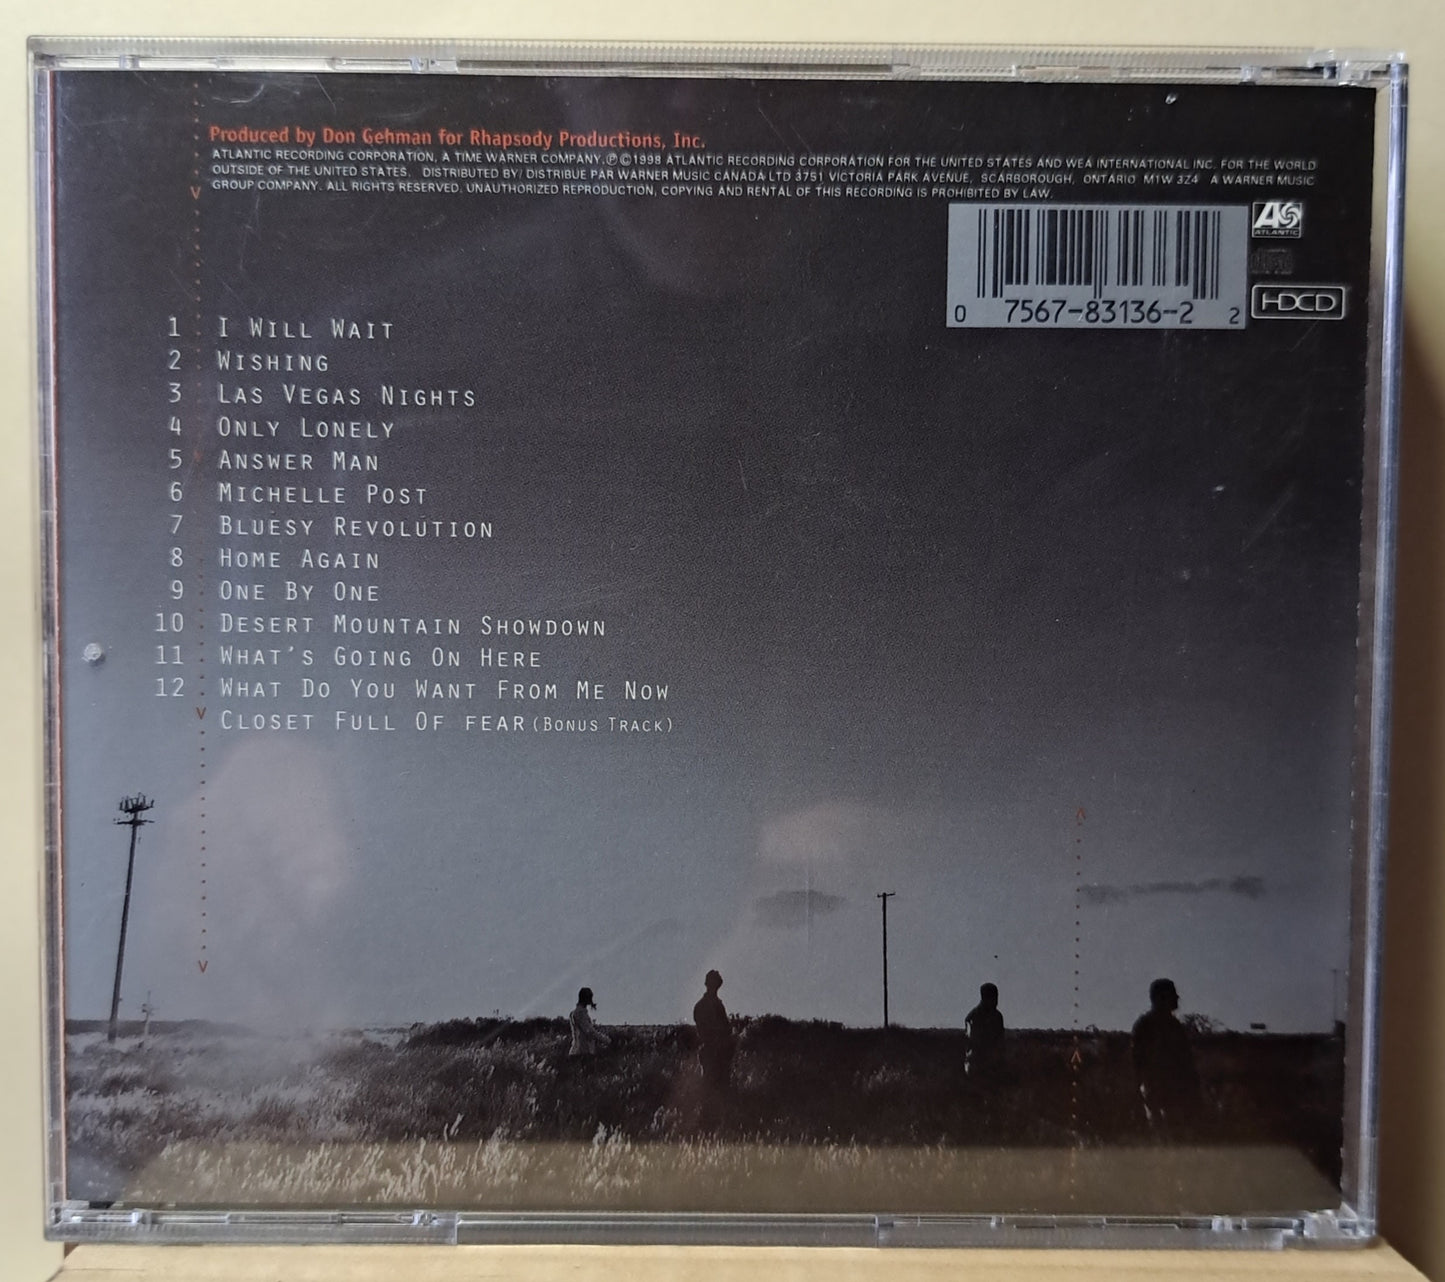 Produced by Don Gehman for Rhapsody Productions, Inc.
ATLANTIC RECORDING CORPORATION, A TIME WARNER COMPANY. ℗ © 1998 ATLANTIC RECORDING CORPORATION FOR THE UNITED STATES AND WEA INTERNATIONAL INC. FOR THE WORLD
OUTSIDE OF THE UNITED STATES. DISTRIBUTED BY/ DISTRIBUE PAR WARNER MUSIC CANADA LTD 3751 VICTORIA PARK AVENUE, SCARBOROUGH, ONTARIO M1W 3Z4 A WARNER MUSIC
GROUP COMPANY. ALL RIGHTS RESERVED. UNAUTHORIZED REPRODUCTION, COPYING AND RENTAL OF THIS RECORDING IS PROHIBITED BY LAW.
ATLANTIC
HDCD
0 7567-83136-2 2
1 I WILL WAIT
2 WISHING
3 LAS VEGAS NIGHTS
4 ONLY LONELY
5 ANSWER MAN
6 MICHELLE POST
7 BLUESY REVOLUTION
8 HOME AGAIN
9 ONE BY ONE
10 DESERT MOUNTAIN SHOWDOWN
11 WHAT'S GOING ON HERE
12 WHAT DO YOU WANT FROM ME NOW
CLOSET FULL OF FEAR (BONUS TRACK)